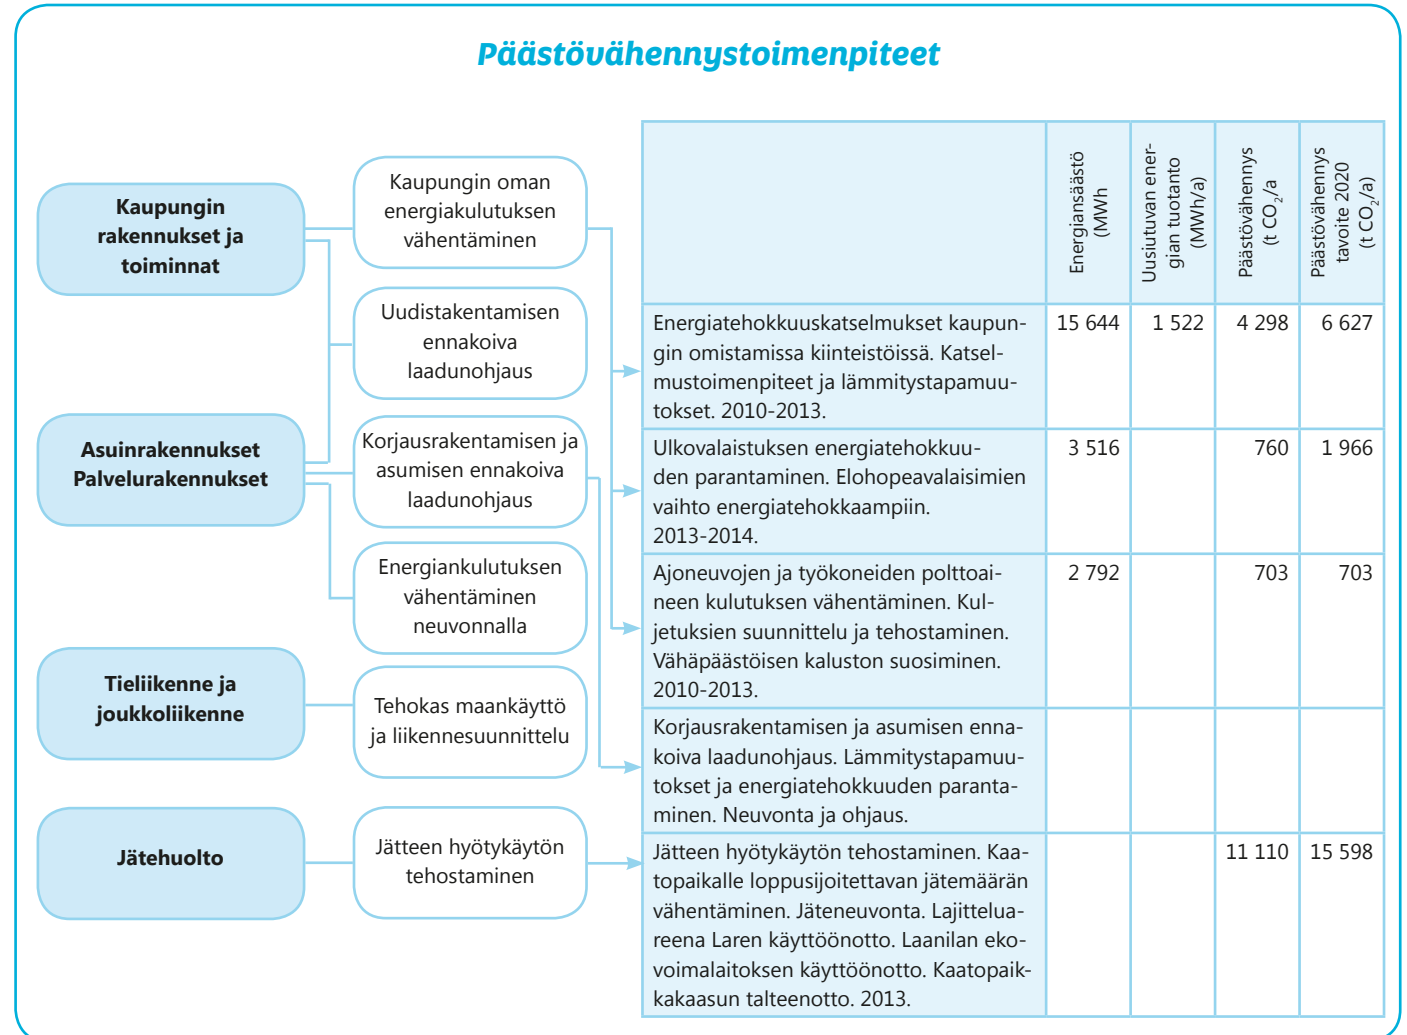 Päästövähennystoimenpiteet
Kaupungin
rakennukset ja
toiminnat
Asuinrakennukset
Palvelurakennukset
Tieliikenne ja
joukkoliikenne
Jätehuolto
Kaupungin oman
energiakulutuksen
vähentäminen
Uudistakentamisen
ennakoiva
laadunohjaus
Korjausrakentamisen ja
asumisen ennakoiva
laadunohjaus
Energiankulutuksen
vähentäminen
neuvonnalla
Tehokas maankäyttö
ja liikennesuunnittelu
Jätteen hyötykäytön
tehostaminen
Energiansäästö
(MWh
Uusiutuvan ener-
gian tuotanto
(MWh/a)
Päästövähennys
(t CO₂/a
Päästövähennys
tavoite 2020
(t CO₂/a)
Energiatehokkuuskatselmukset kaupun- 15 644 1 522 4 298 6 627
gin omistamissa kiinteistöissä. Katsel-
mustoimenpiteet ja lämmitystapamuu-
tokset. 2010-2013.
Ulkovalaistuksen energiatehokkuu- 3 516 760 1 966
den parantaminen. Elohopeavalaisimien
vaihto energiatehokkaampiin.
2013-2014.
Ajoneuvojen ja työkoneiden polttoai- 2 792 703 703
neen kulutuksen vähentäminen. Kul-
jetuksien suunnittelu ja tehostaminen.
Vähäpäästöisen kaluston suosiminen.
2010-2013.
Korjausrakentamisen ja asumisen enna-
koiva laadunohjaus. Lämmitystapamuu-
tokset ja energiatehokkuuden paranta-
minen. Neuvonta ja ohjaus.
Jätteen hyötykäytön tehostaminen. Kaa- 11 110 15 598
topaikalle loppusijoitettavan jätemäärän
vähentäminen. Jäteneuvonta. Lajittelua-
reena Laren käyttöönotto. Laanilan eko-
voimalaitoksen käyttöönotto. Kaatopaik-
kakaasun talteenotto. 2013.